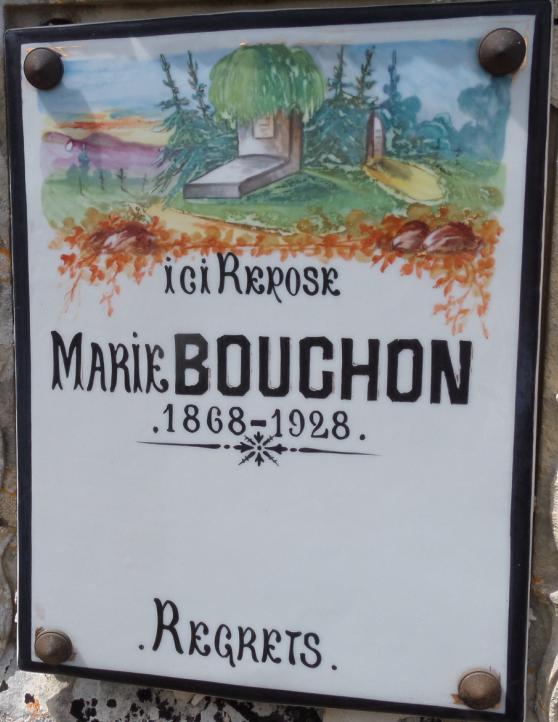 ici Repose
Marie BOUCHON
.1868-1928.
.Regrets.